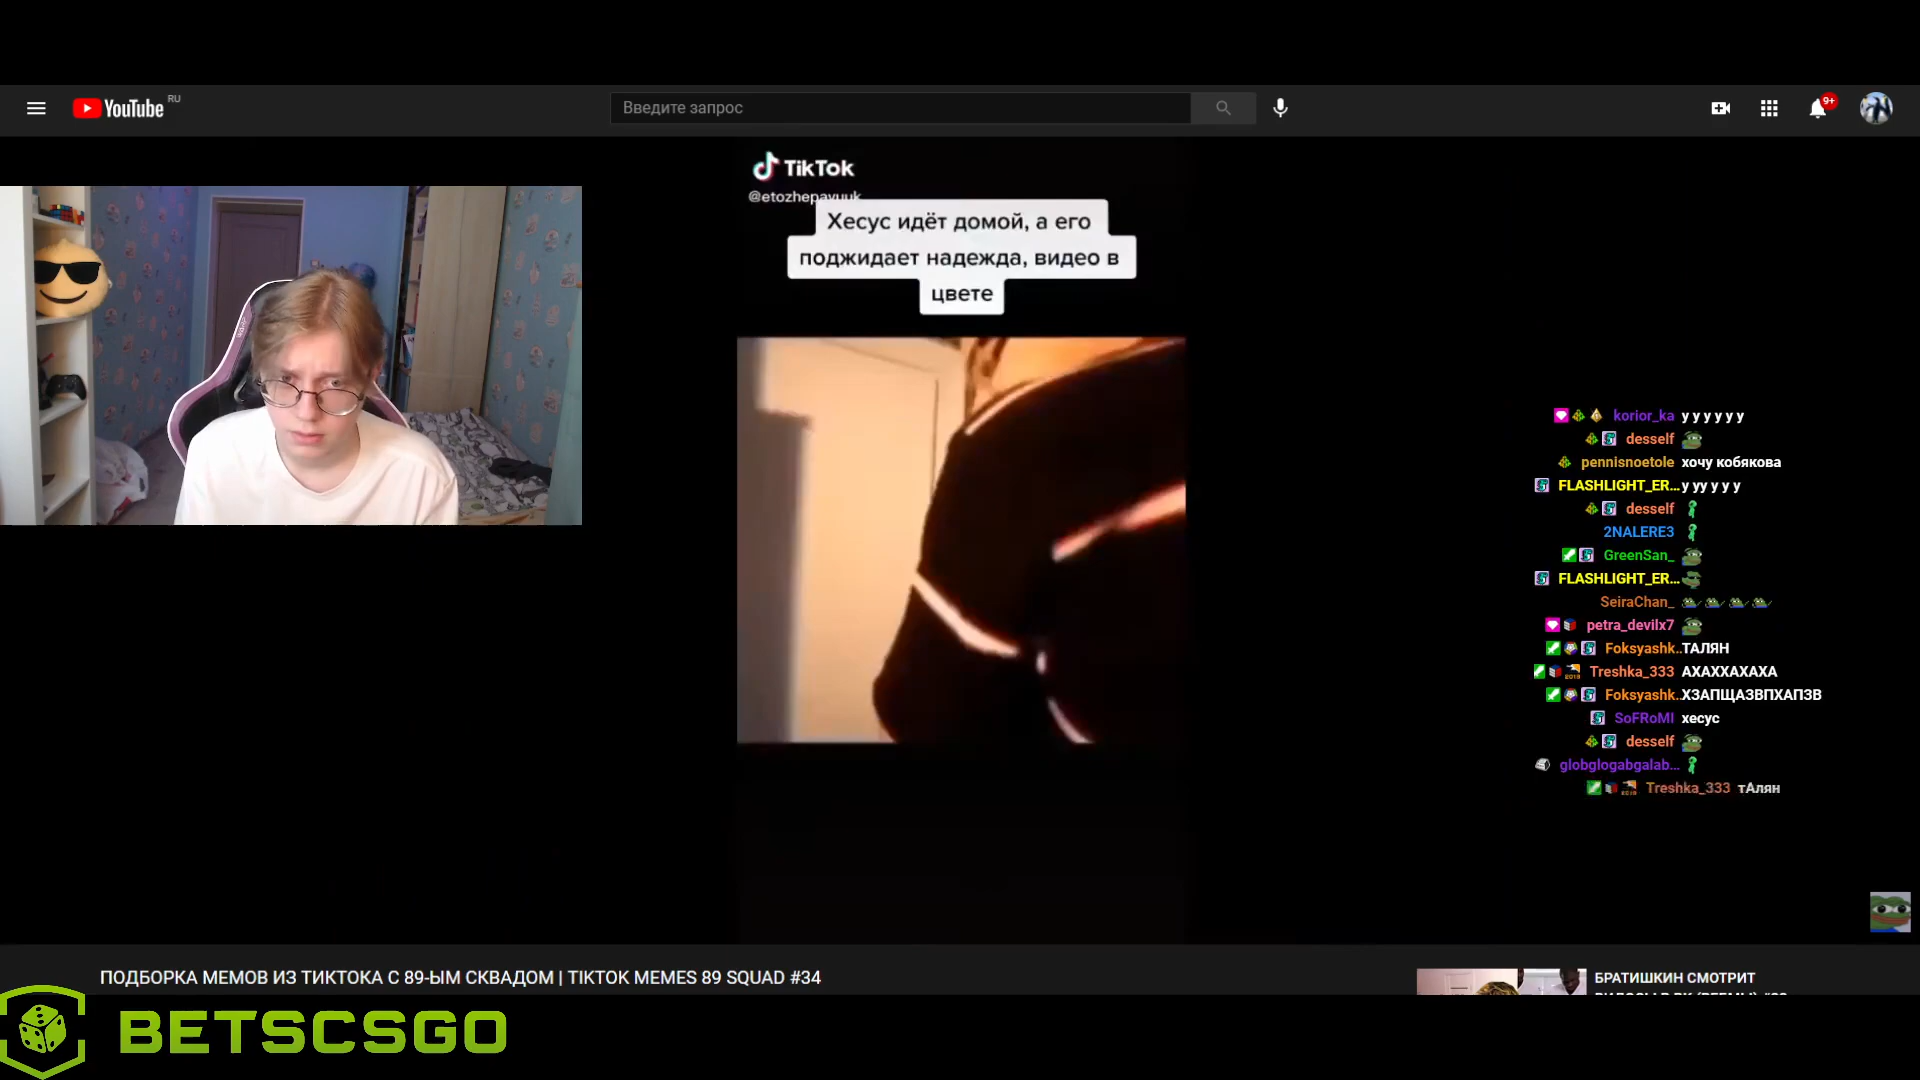 YouTube
RU
Введите запрос
9+
TikTok
@etozhepavuuk
Хесус идёт домой, а его
поджидает надежда, видео в
цвете
korior_ka у у у у у у
desself
pennisnoetole хочу кобякова
FLASHLIGHT_ER... у уу у у у
desself
2NALERE3
GreenSan_
FLASHLIGHT_ER...
SeiraChan_
petra_devilx7
Foksyashk.. ТАЛЯН
Treshka_333 АХАХХАХАХА
Foksyashk.. ХЗАПЩАЗВПХАПЗВ
SoFRoMI хесус
desself
globglogabgalab...
Treshka_333 тАлян
ПОДБОРКА МЕМОВ ИЗ ТИКТОКА С 89-ЫМ СКВАДОМ | TIKTOK MEMES 89 SQUAD #34
БРАТИШКИН СМОТРИТ
BETSCSGO